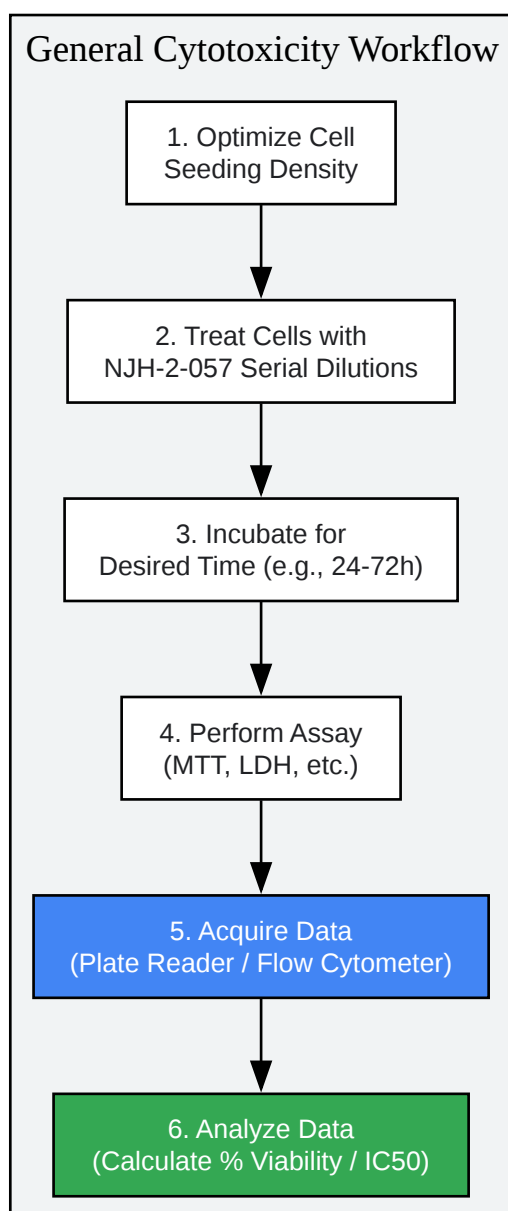 General Cytotoxicity Workflow
1. Optimize Cell
Seeding Density
2. Treat Cells with
NJH-2-057 Serial Dilutions
3. Incubate for
Desired Time (e.g., 24-72h)
4. Perform Assay
(MTT, LDH, etc.)
5. Acquire Data
(Plate Reader / Flow Cytometer)
6. Analyze Data
(Calculate % Viability / IC50)